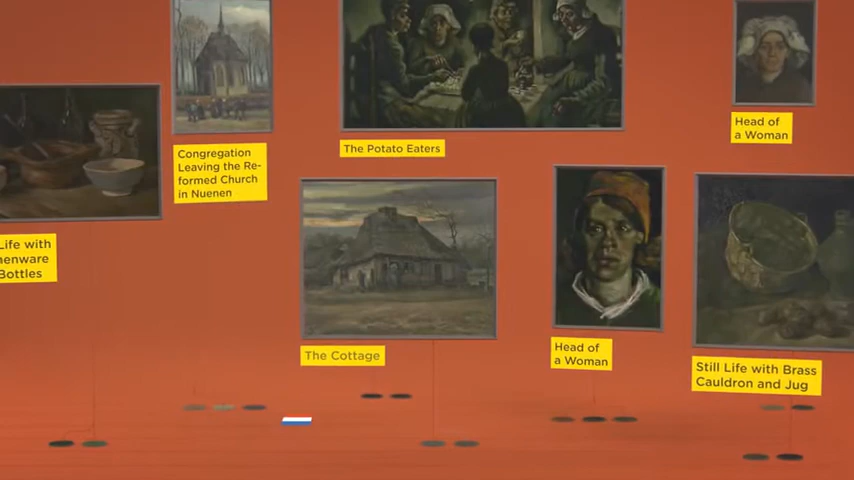 Life with
Bottles
Congregation
Leaving the Re-
formed Church
in Nuenen
The Potato Eaters
Head of
a Woman
The Cottage
Head of
a Woman
Still Life with Brass
Cauldron and Jug